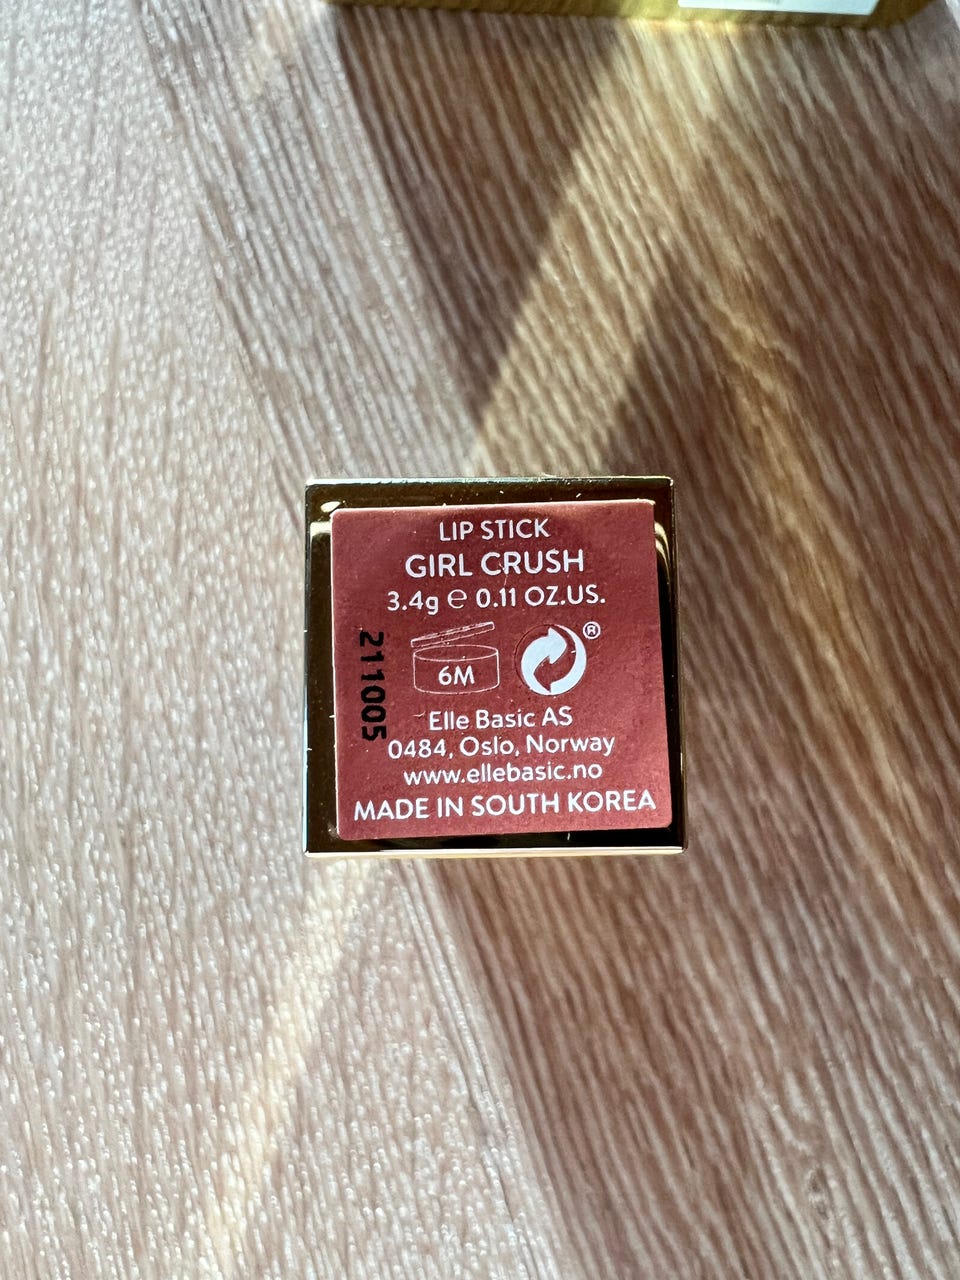 LIP STICK
GIRL CRUSH
3.4g ℮ 0.11 OZ.US.
6M
®
211005
Elle Basic AS
0484, Oslo, Norway
www.ellebasic.no
MADE IN SOUTH KOREA